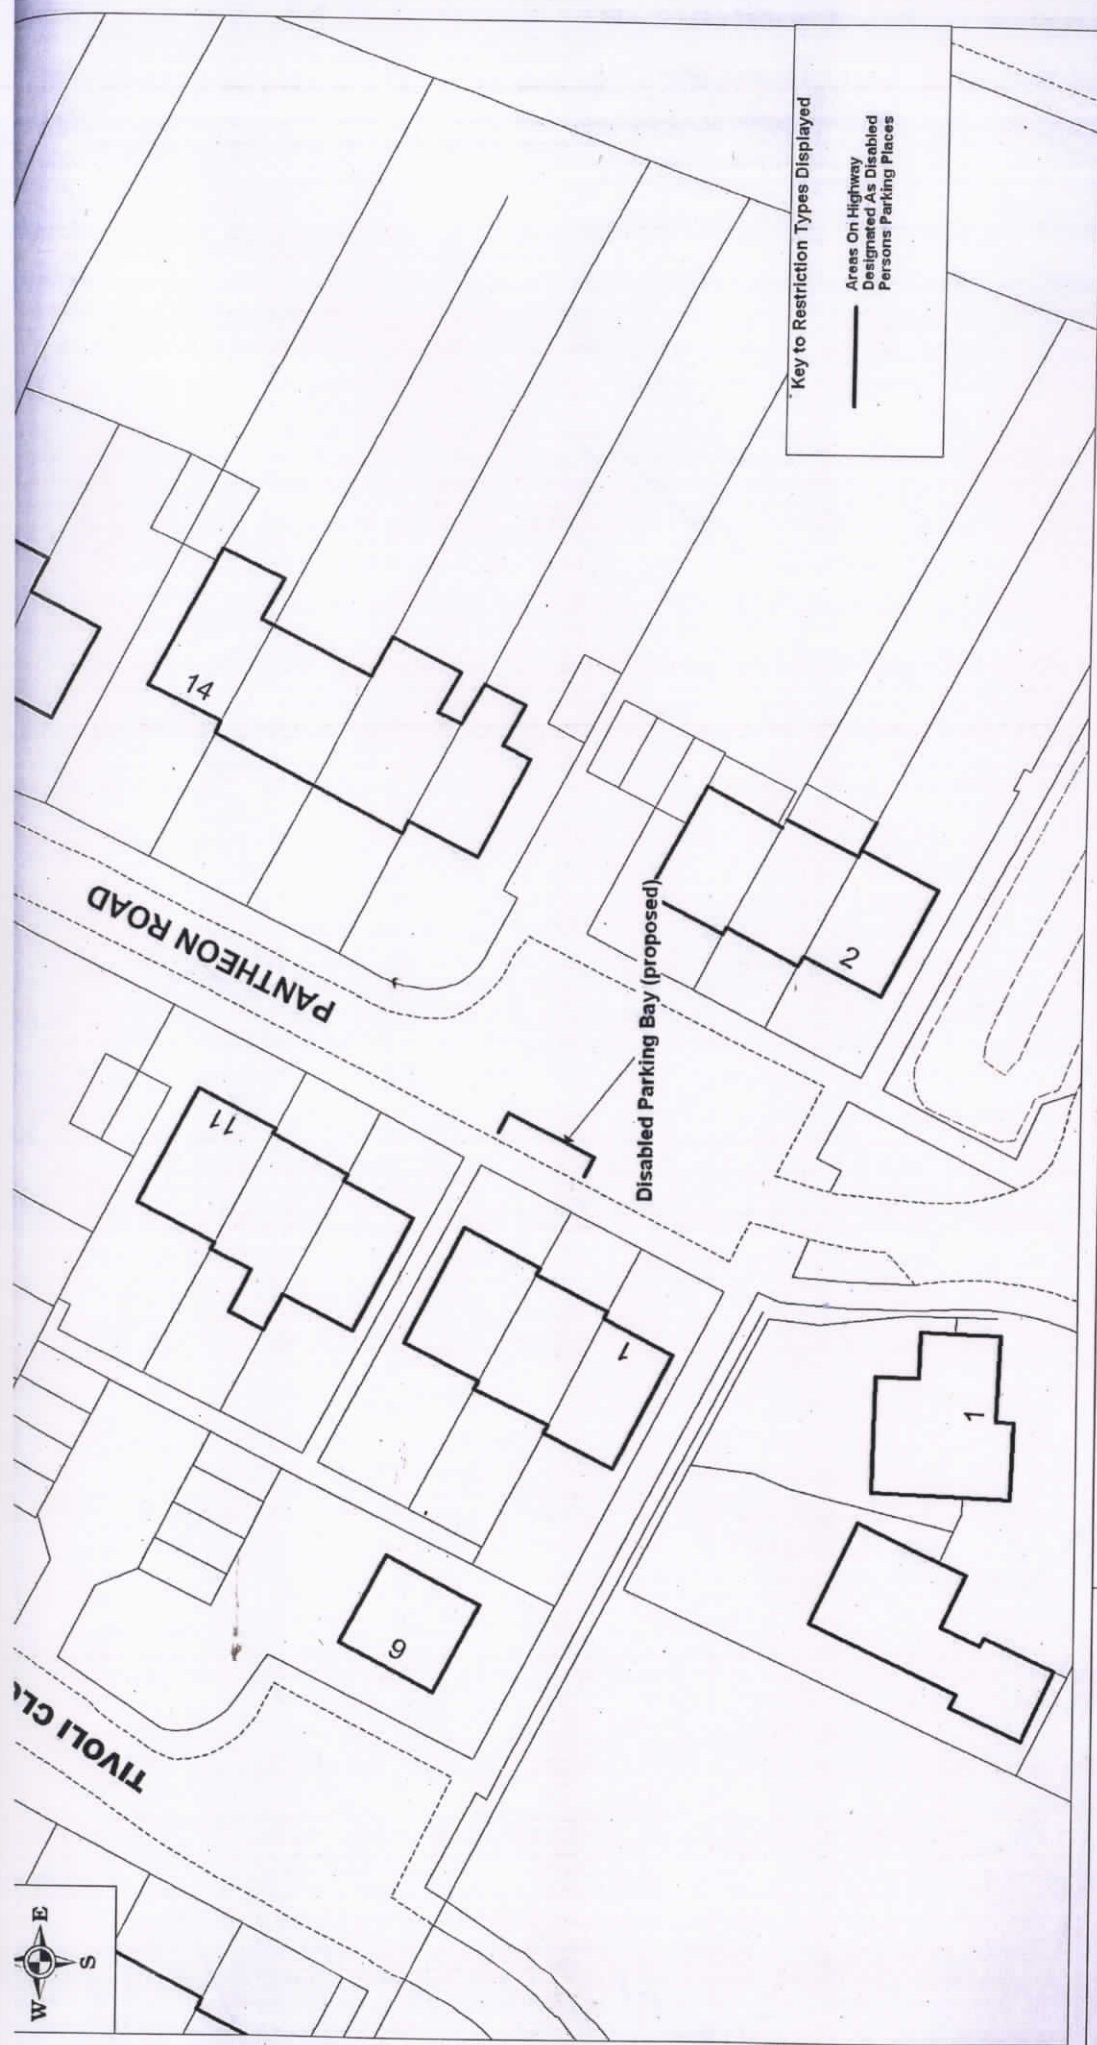 Key to Restriction Types Displayed
Areas On Highway
Designated As Disabled
Persons Parking Places
14
PANTHEON ROAD
11
Disabled Parking Bay (proposed)
2
1
1
9
TIVOLI
W
E
S